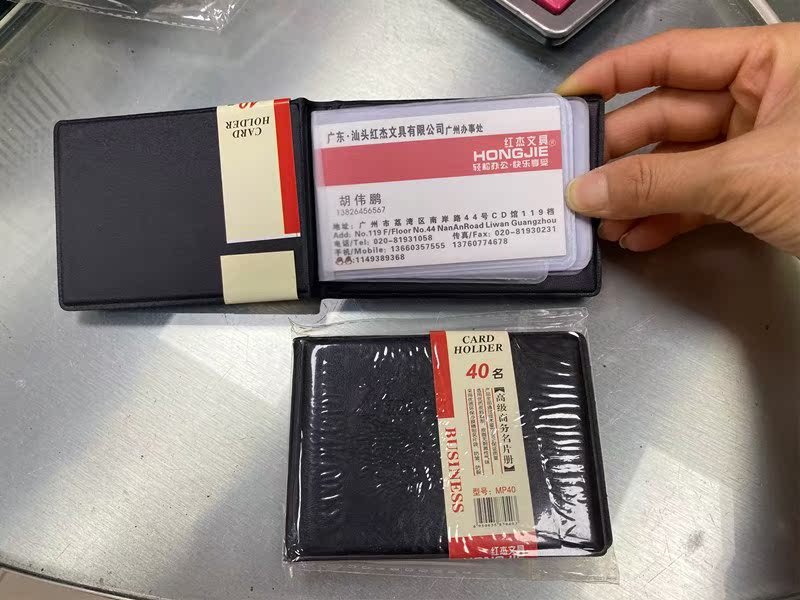 40名
CARD
HOLDER
广东·汕头红杰文具有限公司广州办事处
红杰文具
HONGJIE®
轻松办公·快乐享受
胡伟鹏
13826456567
地址：广州市荔湾区南岸路44号CD馆119档
Add: No.119 F/Floor No.44 NanAnRoad Liwan Guangzhou
电话/Tel: 020-81931058 传真/Fax: 020-81930231
手机/Mobile: 13660357555 13760774678
:1149389368
CARD
HOLDER
40名
【高级商务名片册】
BUSINESS
型号：MP40
红杰文具
HONGJIE